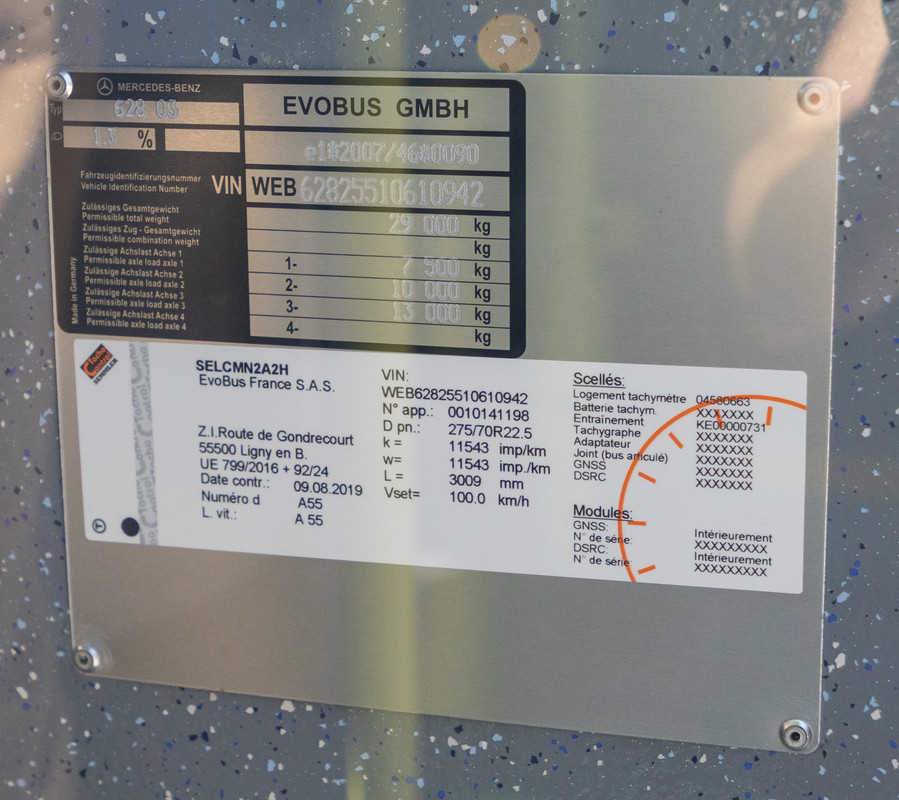 MERCEDES-BENZ
Typ 628 03
EVOBUS GMBH
1.3 %
e1*2007/46*0090
Fahrzeugidentifizierungsnummer
Vehicle Identification Number
VIN WEB62825510610942
Zulässiges Gesamtgewicht
Permissible total weight
29 000 kg
Zulässiges Zug - Gesamtgewicht
Permissible combination weight
kg
Zulässige Achslast Achse 1
Permissible axle load axle 1
1- 7 500 kg
Zulässige Achslast Achse 2
Permissible axle load axle 2
2- 10 000 kg
Zulässige Achslast Achse 3
Permissible axle load axle 3
3- 13 000 kg
Zulässige Achslast Achse 4
Permissible axle load axle 4
4- kg
Made in Germany
Tacho
Control
SEMMLER
Tacho Control
SELCMN2A2H
EvoBus France S.A.S.
Z.I.Route de Gondrecourt
55500 Ligny en B.
UE 799/2016 + 92/24
Date contr.: 09.08.2019
Numéro d A55
L. vit.: A 55
VIN:
WEB62825510610942
N° app.: 0010141198
D pn.: 275/70R22.5
k = 11543 imp/km
w= 11543 imp./km
L = 3009 mm
Vset= 100.0 km/h
Scellés:
Logement tachymètre 04580663
Batterie tachym. XXXXXXX
Entrainement KE00000731
Tachygraphe XXXXXXX
Adaptateur XXXXXXX
Joint (bus articulé) XXXXXXX
GNSS XXXXXXX
DSRC XXXXXXX
Modules:
GNSS: Intérieurement
N° de série: XXXXXXXXX
DSRC: Intérieurement
N° de série: XXXXXXXXX